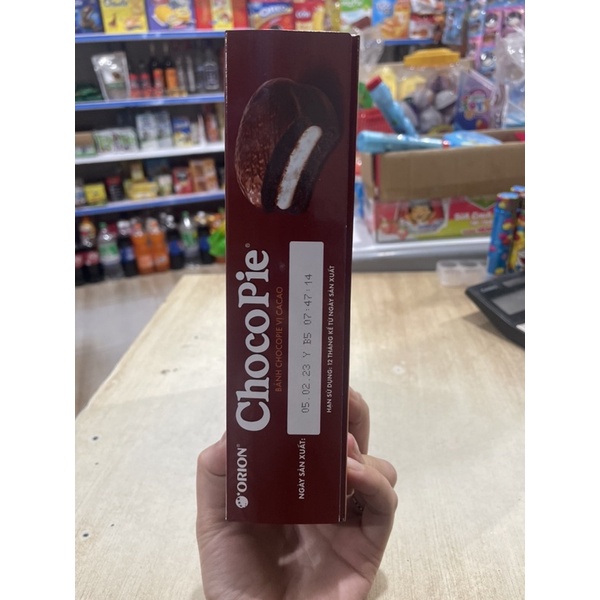 ORION®
ChocoPie®
BÁNH CHOCOPIE VỊ CACAO
NGÀY SẢN XUẤT:
05.02.23 Y B5 07:47:14
HẠN SỬ DỤNG: 12 THÁNG KỂ TỪ NGÀY SẢN XUẤT